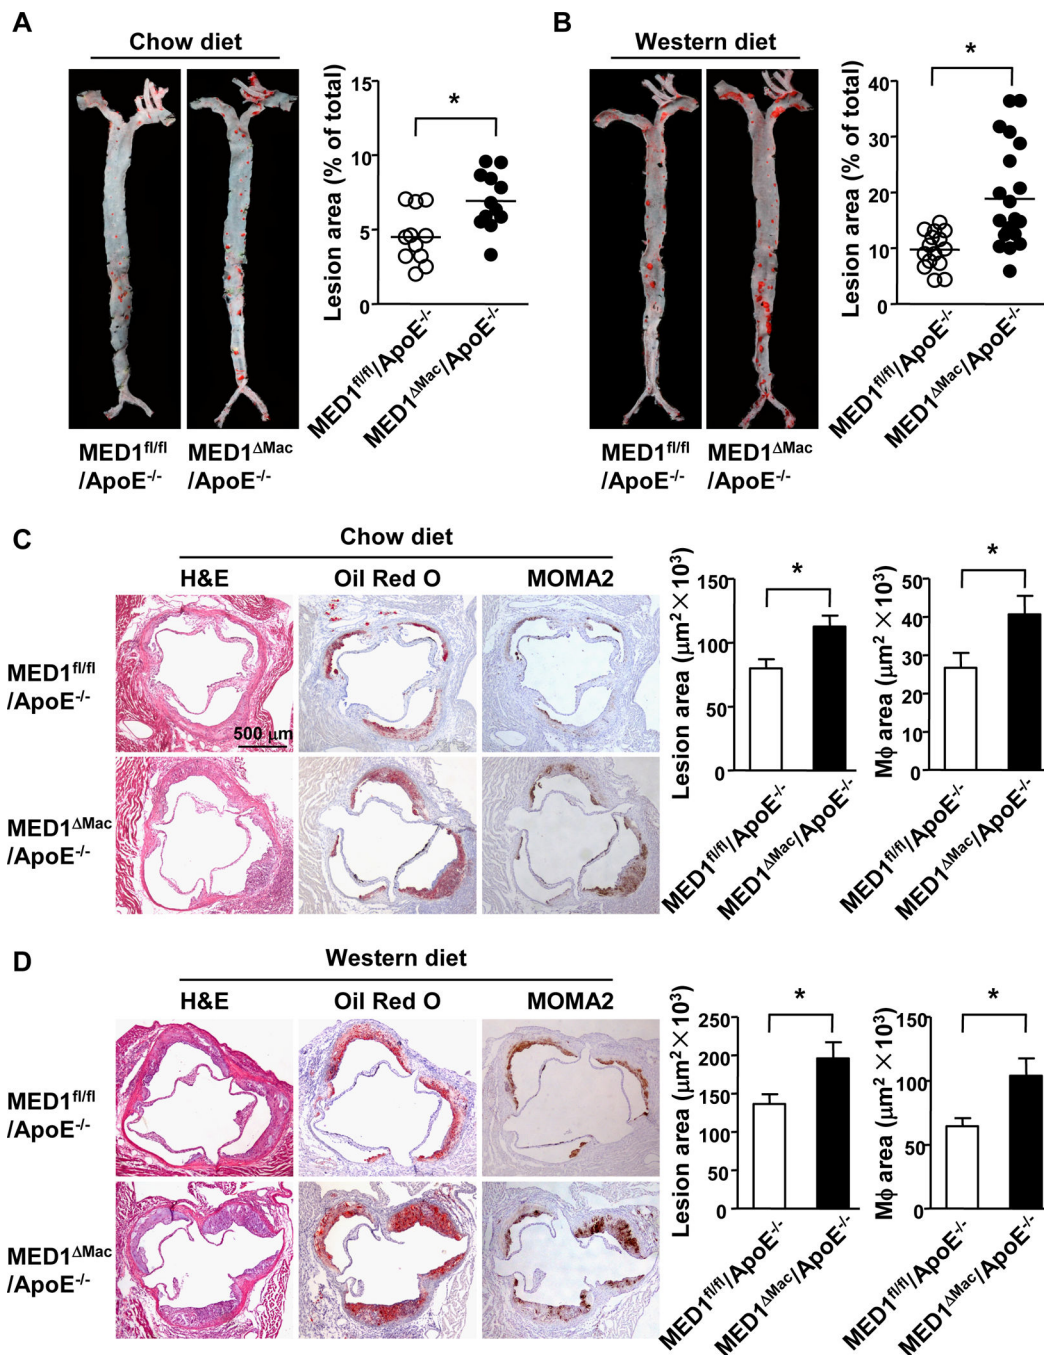 A
Chow diet
MED1fl/fl
/ApoE-/-
MED1ΔMac
/ApoE-/-
Lesion area (% of total)
15
10
5
0
*
MED1fl/fl/ApoE-/-
MED1ΔMac/ApoE-/-
B
Western diet
MED1fl/fl
/ApoE-/-
MED1ΔMac
/ApoE-/-
Lesion area (% of total)
40
30
20
10
0
*
MED1fl/fl/ApoE-/-
MED1ΔMac/ApoE-/-
C
Chow diet
H&E
Oil Red O
MOMA2
MED1fl/fl
/ApoE-/-
500 μm
MED1ΔMac
/ApoE-/-
Lesion area (μm2 × 103)
150
100
50
0
*
MED1fl/fl/ApoE-/-
MED1ΔMac/ApoE-/-
Mϕ area (μm2 × 103)
50
40
30
20
10
0
*
MED1fl/fl/ApoE-/-
MED1ΔMac/ApoE-/-
D
Western diet
H&E
Oil Red O
MOMA2
MED1fl/fl
/ApoE-/-
MED1ΔMac
/ApoE-/-
Lesion area (μm2 × 103)
250
200
150
100
50
0
*
MED1fl/fl/ApoE-/-
MED1ΔMac/ApoE-/-
Mϕ area (μm2 × 103)
150
100
50
0
*
MED1fl/fl/ApoE-/-
MED1ΔMac/ApoE-/-